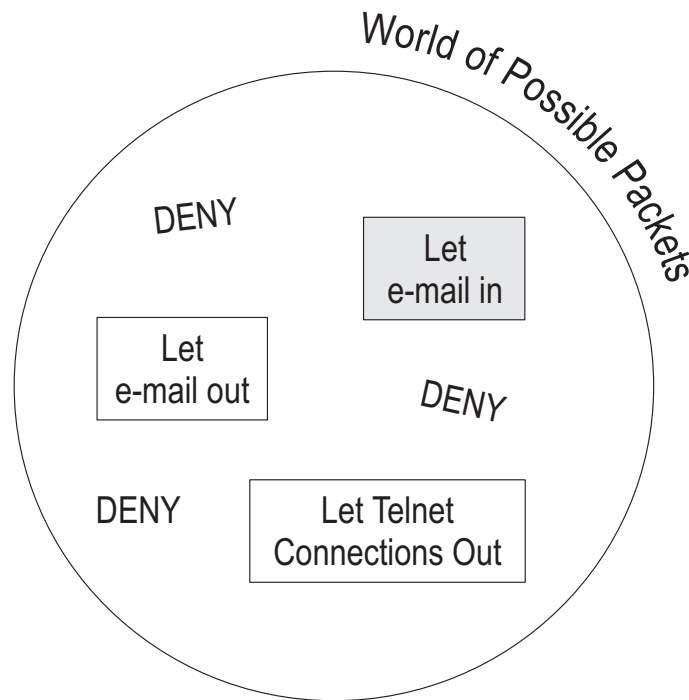 World of Possible Packets
DENY
Let
e-mail in
Let
e-mail out
DENY
DENY
Let Telnet
Connections Out